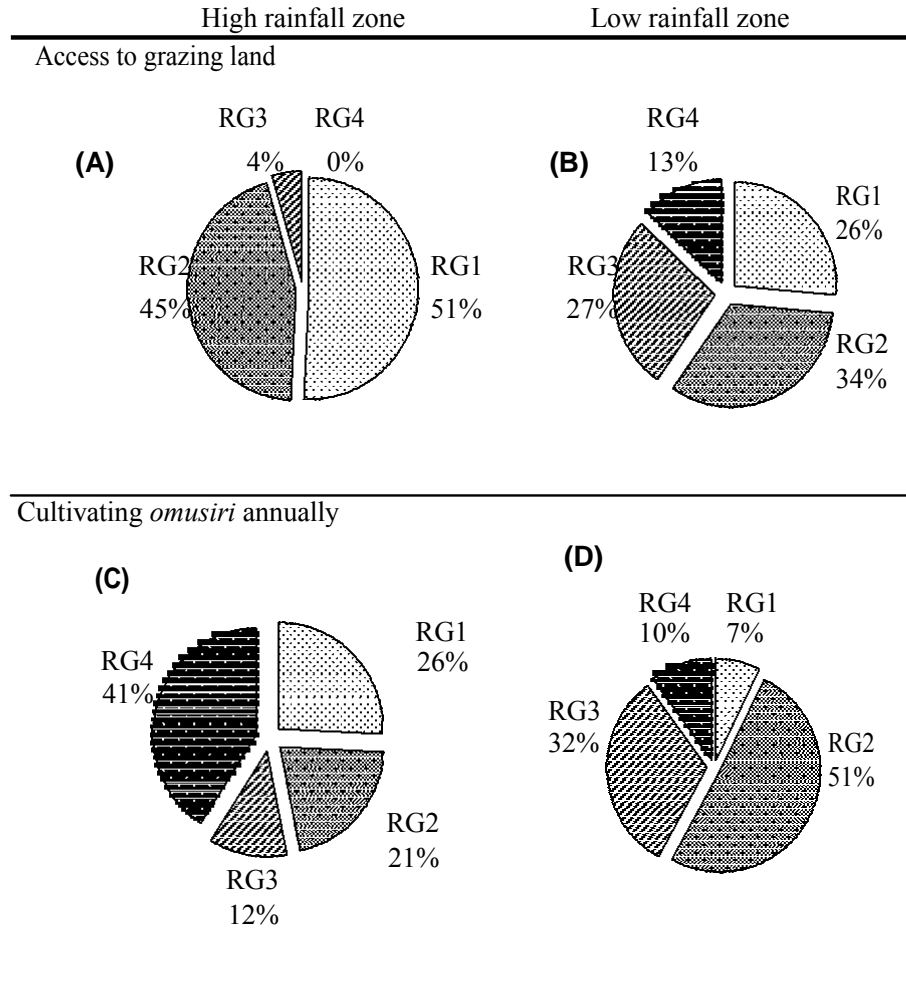 High rainfall zone Low rainfall zone
Access to grazing land
RG3 RG4
(A) 4% 0%
RG2 RG1
45% 51%
RG4
(B) 13%
RG1
26%
RG3
27%
RG2
34%
Cultivating omusiri annually
(C)
RG1
26%
RG4
41%
RG2
21%
RG3
12%
(D)
RG4 RG1
10% 7%
RG3
32%
RG2
51%